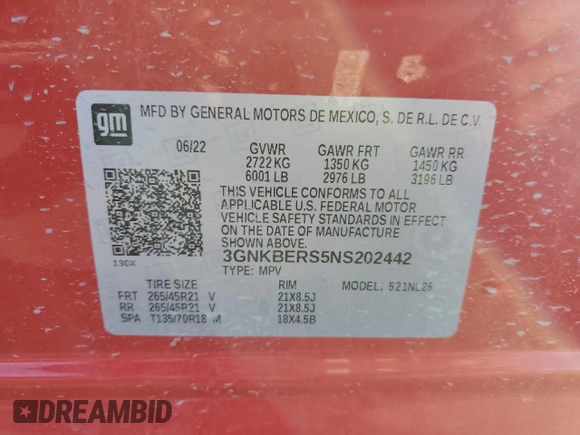 gm
MFD BY GENERAL MOTORS DE MEXICO, S. DE R.L. DE C.V
06/22 GVWR GAWR FRT GAWR RR
2722 KG 1350 KG 1450 KG
6001 LB 2976 LB 3196 LB
THIS VEHICLE CONFORMS TO ALL
APPLICABLE U.S. FEDERAL MOTOR
VEHICLE SAFETY STANDARDS IN EFFECT
ON THE DATE OF MANUFACTURE
SHOWN ABOVE.
130X 3GNKBERS5NS202442
TYPE: MPV
TIRE SIZE RIM MODEL: 521NL26
FRT 265/45R21 V 21X8.5J
RR 265/45R21 V 21X8.5J
SPA T135/70R18 M 18X4.5B
DREAMBID